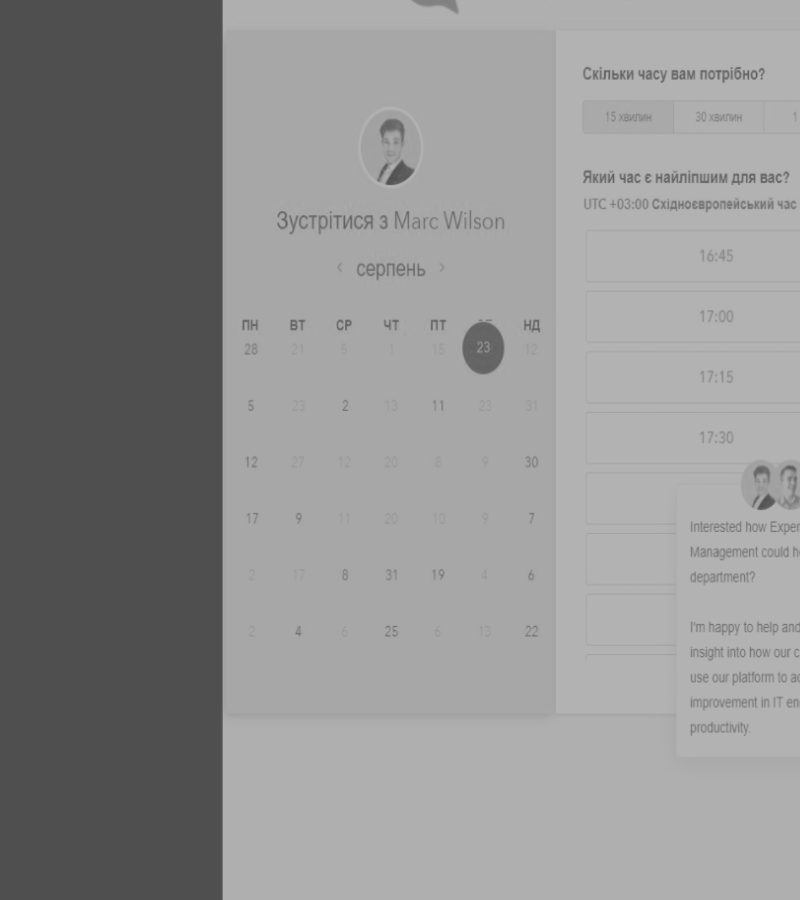 Зустрітися з Marc Wilson
‹ серпень ›
ПН ВТ СР ЧТ ПТ НД
28 21 5 1 15 23 12
5 23 2 13 11 23 31
12 27 12 20 8 9 30
17 9 11 20 10 9 7
2 17 8 31 19 4 6
2 4 6 25 6 13 22
Скільки часу вам потрібно?
15 хвилин 30 хвилин 1
Який час є найліпшим для вас?
UTC +03:00 Східноєвропейський час
16:45
17:00
17:15
17:30
Interested how
Management could
department?
I'm happy to help and
insight into how our
use our platform to
improvement in IT
productivity.